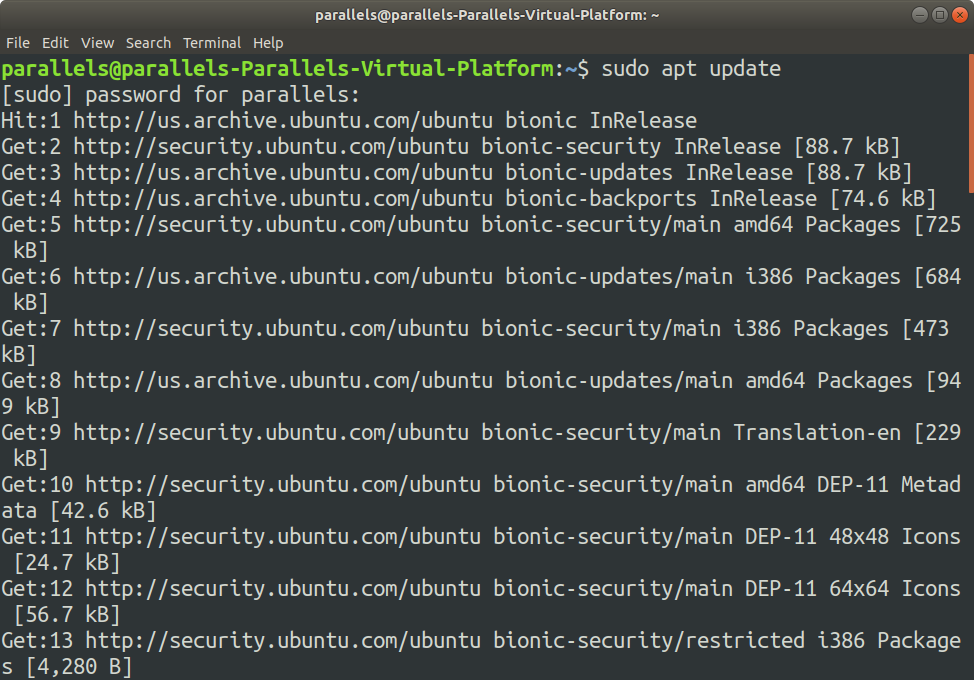 parallels@parallels-Parallels-Virtual-Platform: ~
File Edit View Search Terminal Help
parallels@parallels-Parallels-Virtual-Platform:~$ sudo apt update
[sudo] password for parallels:
Hit:1 http://us.archive.ubuntu.com/ubuntu bionic InRelease
Get:2 http://security.ubuntu.com/ubuntu bionic-security InRelease [88.7 kB]
Get:3 http://us.archive.ubuntu.com/ubuntu bionic-updates InRelease [88.7 kB]
Get:4 http://us.archive.ubuntu.com/ubuntu bionic-backports InRelease [74.6 kB]
Get:5 http://security.ubuntu.com/ubuntu bionic-security/main amd64 Packages [725
 kB]
Get:6 http://us.archive.ubuntu.com/ubuntu bionic-updates/main i386 Packages [684
 kB]
Get:7 http://security.ubuntu.com/ubuntu bionic-security/main i386 Packages [473
kB]
Get:8 http://us.archive.ubuntu.com/ubuntu bionic-updates/main amd64 Packages [94
9 kB]
Get:9 http://security.ubuntu.com/ubuntu bionic-security/main Translation-en [229
 kB]
Get:10 http://security.ubuntu.com/ubuntu bionic-security/main amd64 DEP-11 Metad
ata [42.6 kB]
Get:11 http://security.ubuntu.com/ubuntu bionic-security/main DEP-11 48x48 Icons
 [24.7 kB]
Get:12 http://security.ubuntu.com/ubuntu bionic-security/main DEP-11 64x64 Icons
 [56.7 kB]
Get:13 http://security.ubuntu.com/ubuntu bionic-security/restricted i386 Package
s [4,280 B]